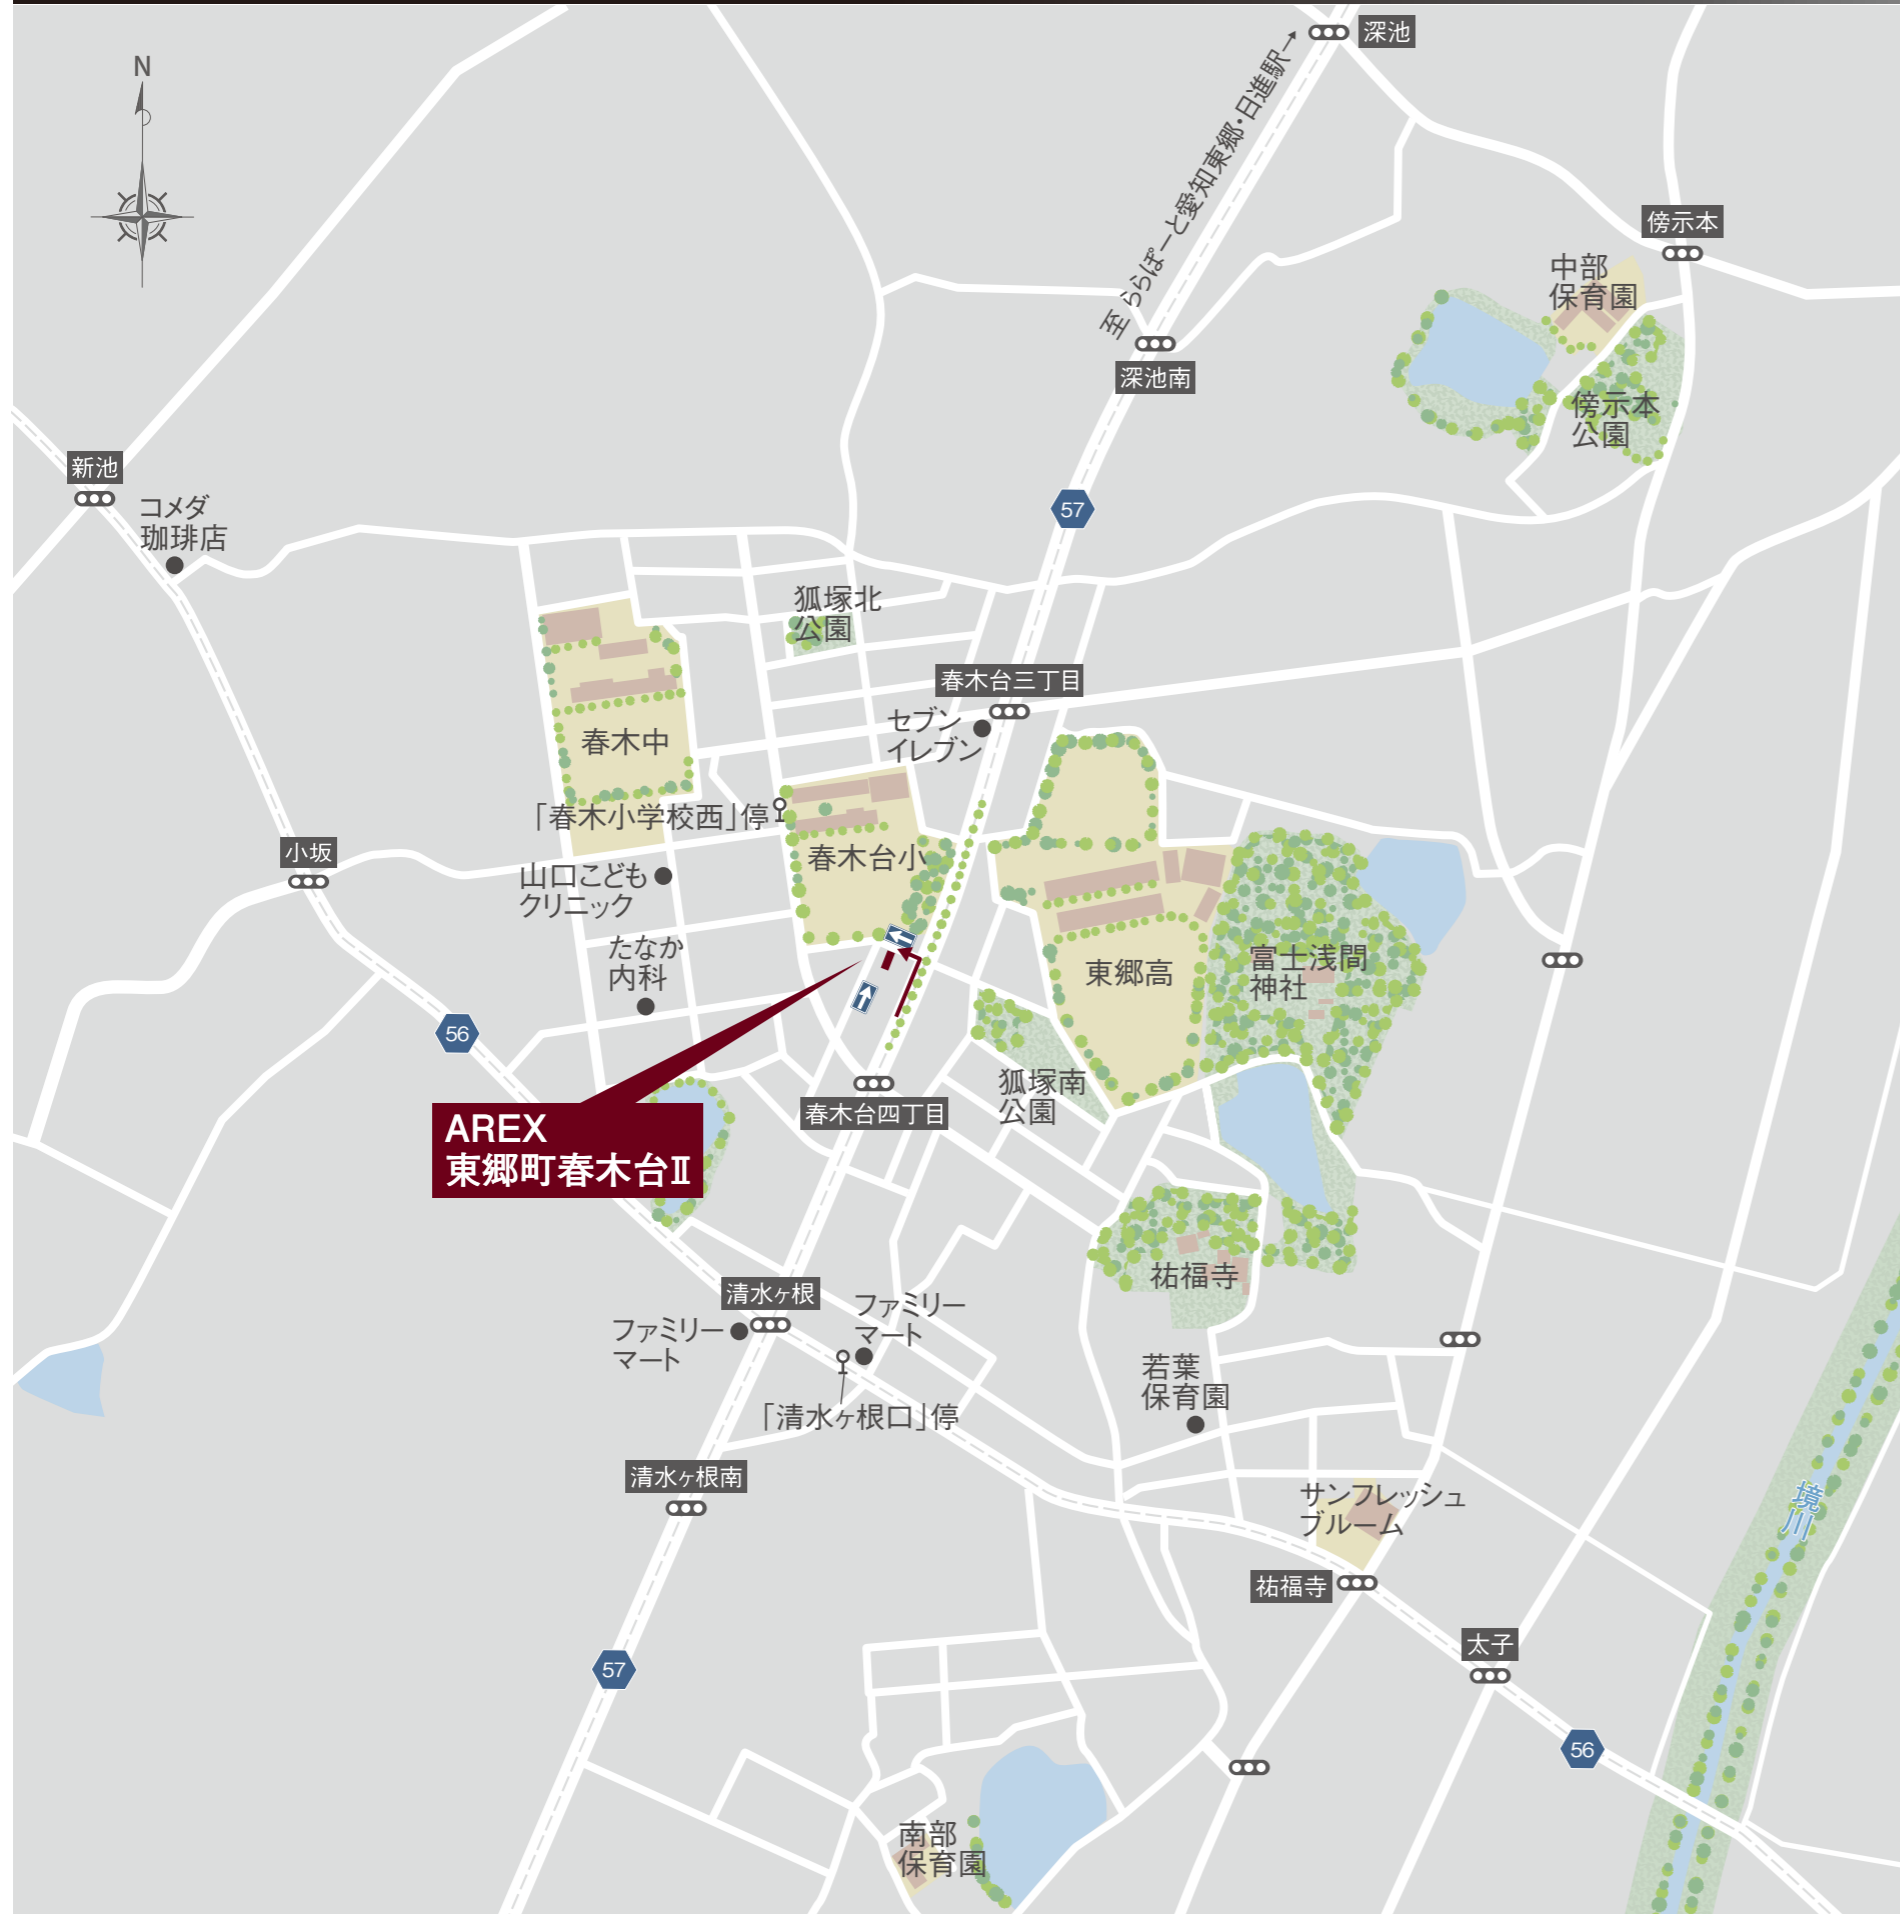 N
深池
至 ららぽーと愛知東郷・日進駅→
傍示本
中部
保育園
深池南
傍示本
公園
新池
コメダ
珈琲店
57
狐塚北
公園
春木台三丁目
セブン
イレブン
春木中
「春木小学校西」停
小坂
春木台小
山口こども
クリニック
たなか
内科
東郷高
富士浅間
神社
56
狐塚南
公園
春木台四丁目
AREX
東郷町春木台Ⅱ
祐福寺
清水ヶ根
ファミリー
マート
ファミリー
マート
若葉
保育園
「清水ヶ根口」停
清水ヶ根南
サンフレッシュ
ブルーム
境川
祐福寺
太子
57
56
南部
保育園